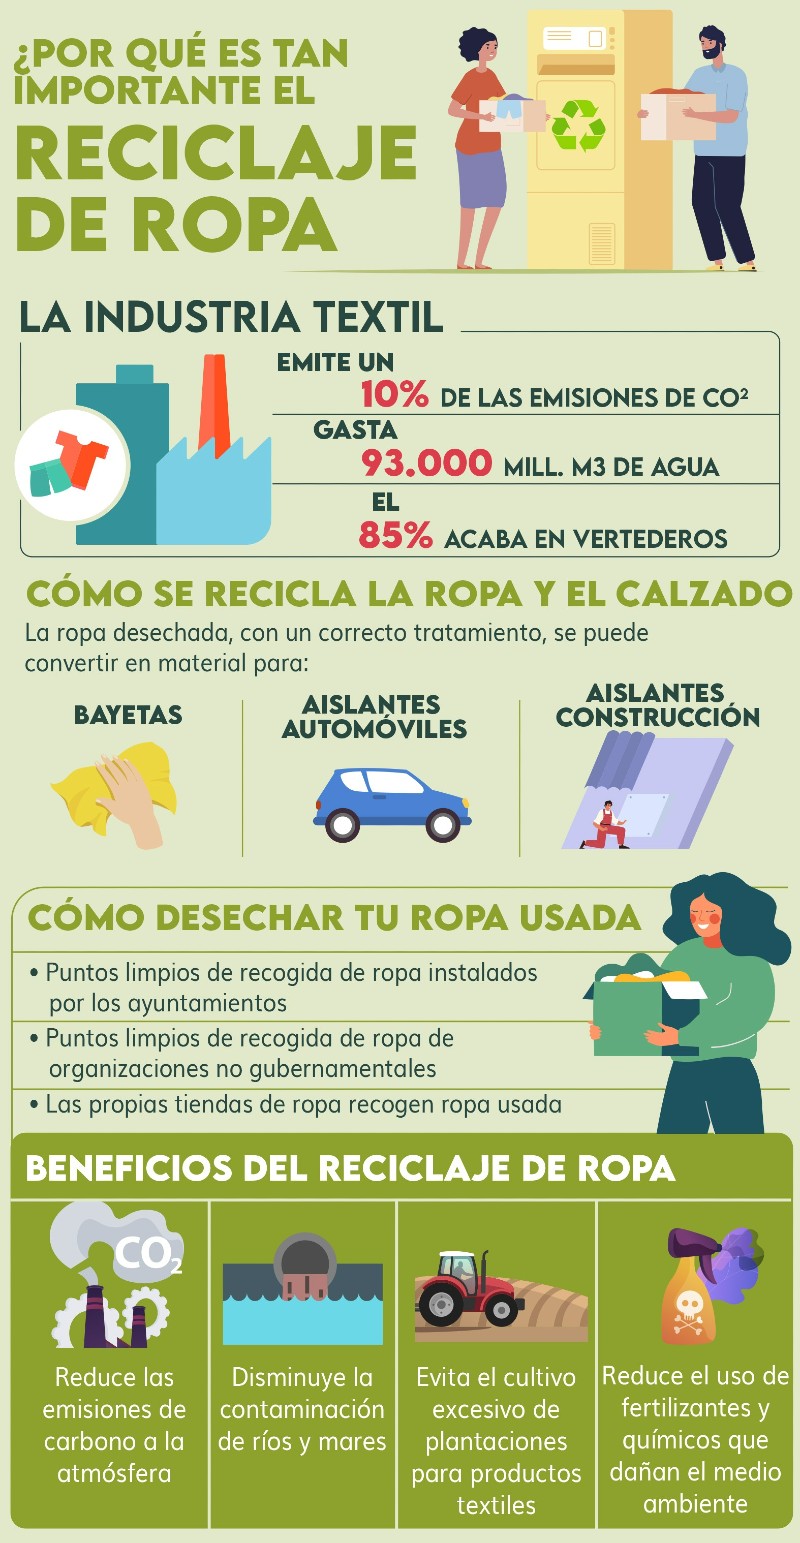 ¿POR QUÉ ES TAN
IMPORTANTE EL
RECICLAJE
DE ROPA
LA INDUSTRIA TEXTIL
EMITE UN
10% DE LAS EMISIONES DE CO²
GASTA
93.000 MILL. M3 DE AGUA
EL
85% ACABA EN VERTEDEROS
CÓMO SE RECICLA LA ROPA Y EL CALZADO
La ropa desechada, con un correcto tratamiento, se puede
convertir en material para:
BAYETAS
AISLANTES
AUTOMÓVILES
AISLANTES
CONSTRUCCIÓN
CÓMO DESECHAR TU ROPA USADA
• Puntos limpios de recogida de ropa instalados
por los ayuntamientos
• Puntos limpios de recogida de ropa de
organizaciones no gubernamentales
• Las propias tiendas de ropa recogen ropa usada
BENEFICIOS DEL RECICLAJE DE ROPA
CO₂
Reduce las
emisiones de
carbono a la
atmósfera
Disminuye la
contaminación
de ríos y mares
Evita el cultivo
excesivo de
plantaciones
para productos
textiles
Reduce el uso de
fertilizantes y
químicos que
dañan el medio
ambiente